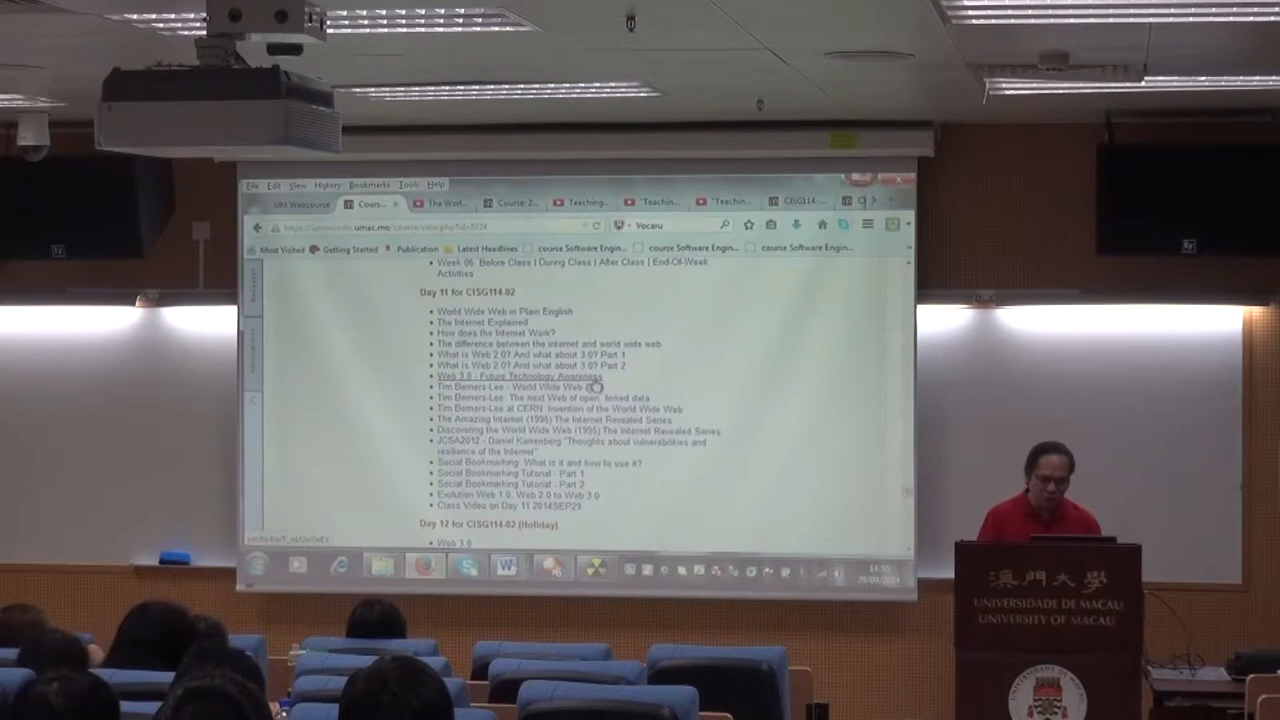 File Edit View History Bookmarks Tools Help
UM Webcourse Cours... The Worl... Course: 2... Teaching... "Teachin... "Teachin... CISG114-...
Vocaru
Most Visited Getting Started Publication Latest Headlines course Software Engin... course Software Engin... course Software Engin...
Week 06: Before Class | During Class | After Class | End-Of-Week
Activities
Day 11 for CISG114-02
World Wide Web in Plain English
The Internet Explained
How does the Internet Work?
The difference between the internet and world wide web
What is Web 2.0? And what about 3.0? Part 1
What is Web 2.0? And what about 3.0? Part 2
Web 3.0 - Future Technology Awareness
Tim Berners-Lee - World Wide Web
Tim Berners-Lee: The next Web of open, linked data
Tim Berners-Lee at CERN: Invention of the World Wide Web
The Amazing Internet (1995) The Internet Revealed Series
Discovering the World Wide Web (1995) The Internet Revealed Series
JCSA2012 - Daniel Karrenberg "Thoughts about vulnerabilities and
resilience of the Internet"
Social Bookmarking: What is it and how to use it?
Social Bookmarking Tutorial - Part 1
Social Bookmarking Tutorial - Part 2
Evolution Web 1.0, Web 2.0 to Web 3.0
Class Video on Day 11 2014SEP29
Day 12 for CISG114-02 (Holiday)
Web 3.0
14:55
澳門大學
UNIVERSIDADE DE MACAU
UNIVERSITY OF MACAU